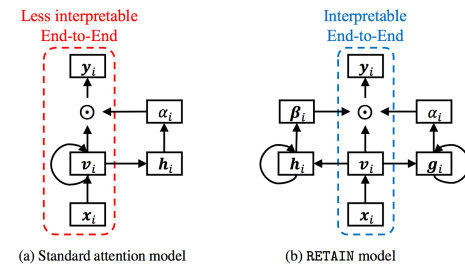 Less interpretable
End-to-End
y_i
⊙
α_i
v_i
h_i
x_i
(a) Standard attention model
Interpretable
End-to-End
y_i
β_i
⊙
α_i
h_i
v_i
g_i
x_i
(b) RETAIN model